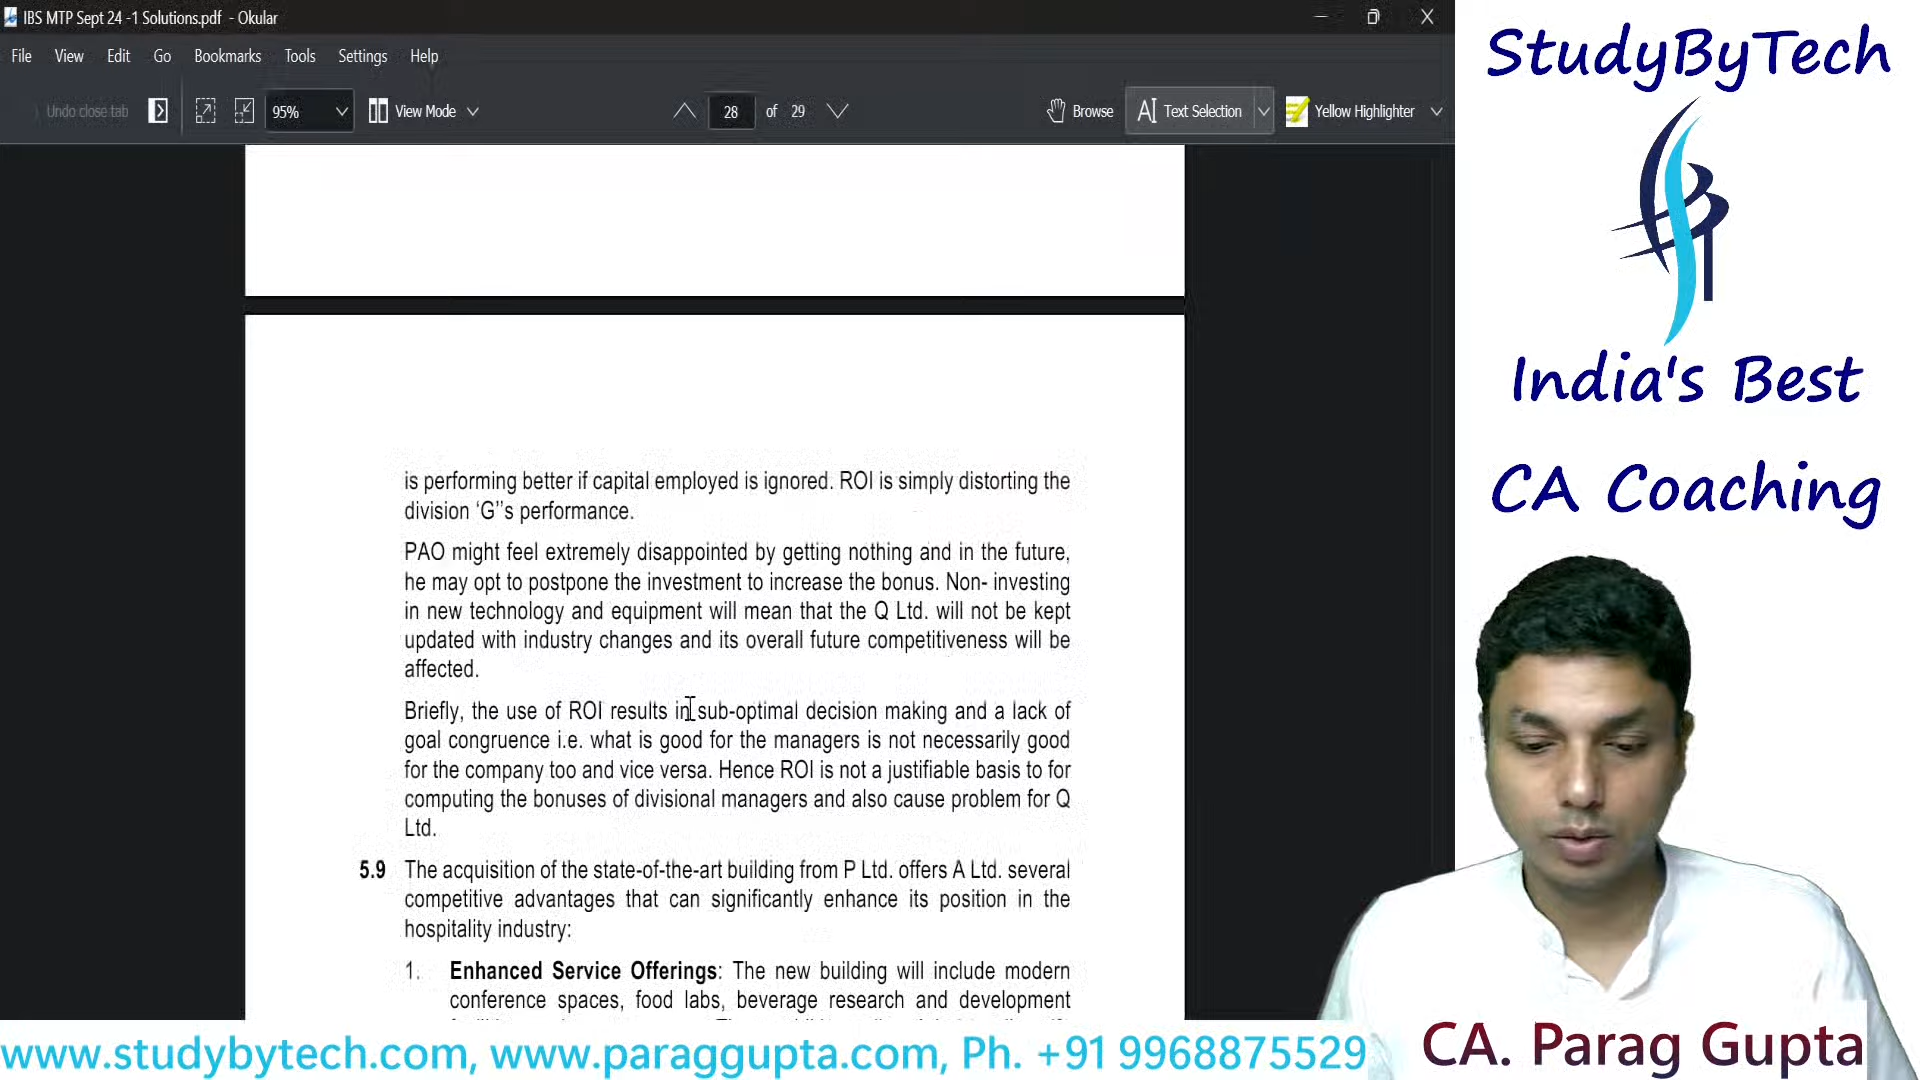 IBS MTP Sept 24 -1 Solutions.pdf - Okular
File View Edit Go Bookmarks Tools Settings Help
Undo close tab 95% View Mode 28 of 29 Browse Text Selection Yellow Highlighter
is performing better if capital employed is ignored. ROI is simply distorting the
division 'G''s performance.
PAO might feel extremely disappointed by getting nothing and in the future,
he may opt to postpone the investment to increase the bonus. Non- investing
in new technology and equipment will mean that the Q Ltd. will not be kept
updated with industry changes and its overall future competitiveness will be
affected.
Briefly, the use of ROI results in sub-optimal decision making and a lack of
goal congruence i.e. what is good for the managers is not necessarily good
for the company too and vice versa. Hence ROI is not a justifiable basis to for
computing the bonuses of divisional managers and also cause problem for Q
Ltd.
5.9 The acquisition of the state-of-the-art building from P Ltd. offers A Ltd. several
competitive advantages that can significantly enhance its position in the
hospitality industry:
1. Enhanced Service Offerings: The new building will include modern
conference spaces, food labs, beverage research and development
StudyByTech
India's Best
CA Coaching
www.studybytech.com, www.paraggupta.com, Ph. +91 9968875529
CA. Parag Gupta